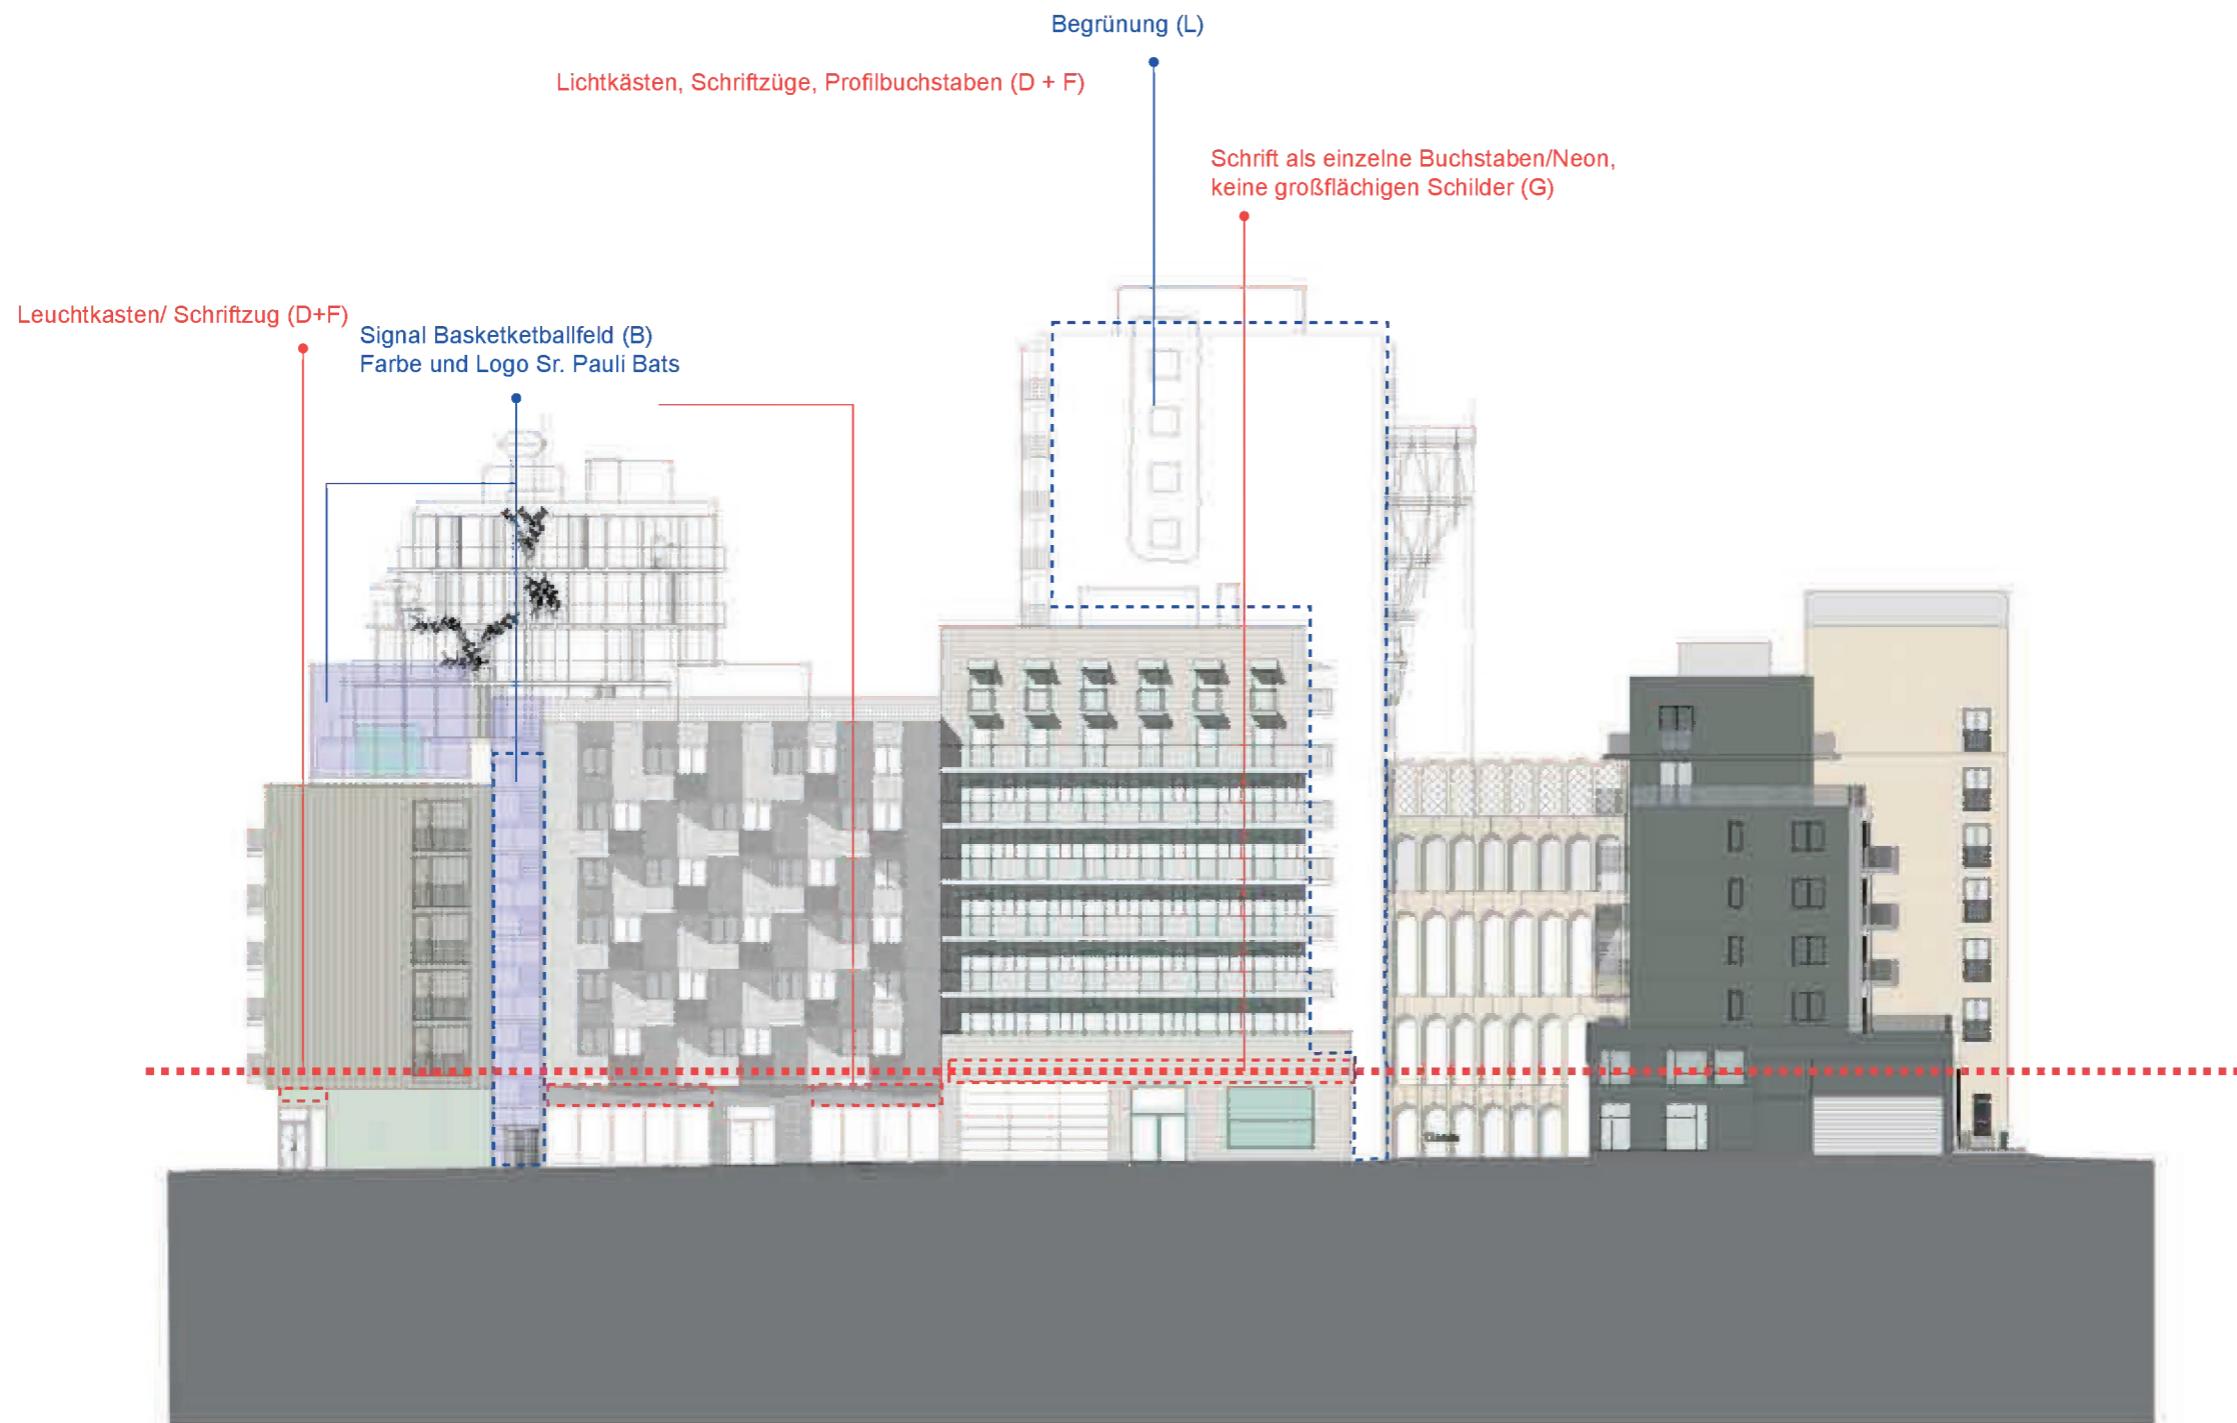 Begrünung (L)
Lichtkästen, Schriftzüge, Profilbuchstaben (D + F)
Schrift als einzelne Buchstaben/Neon,
keine großflächigen Schilder (G)
Leuchtkasten/ Schriftzug (D+F)
Signal Basketketballfeld (B)
Farbe und Logo Sr. Pauli Bats